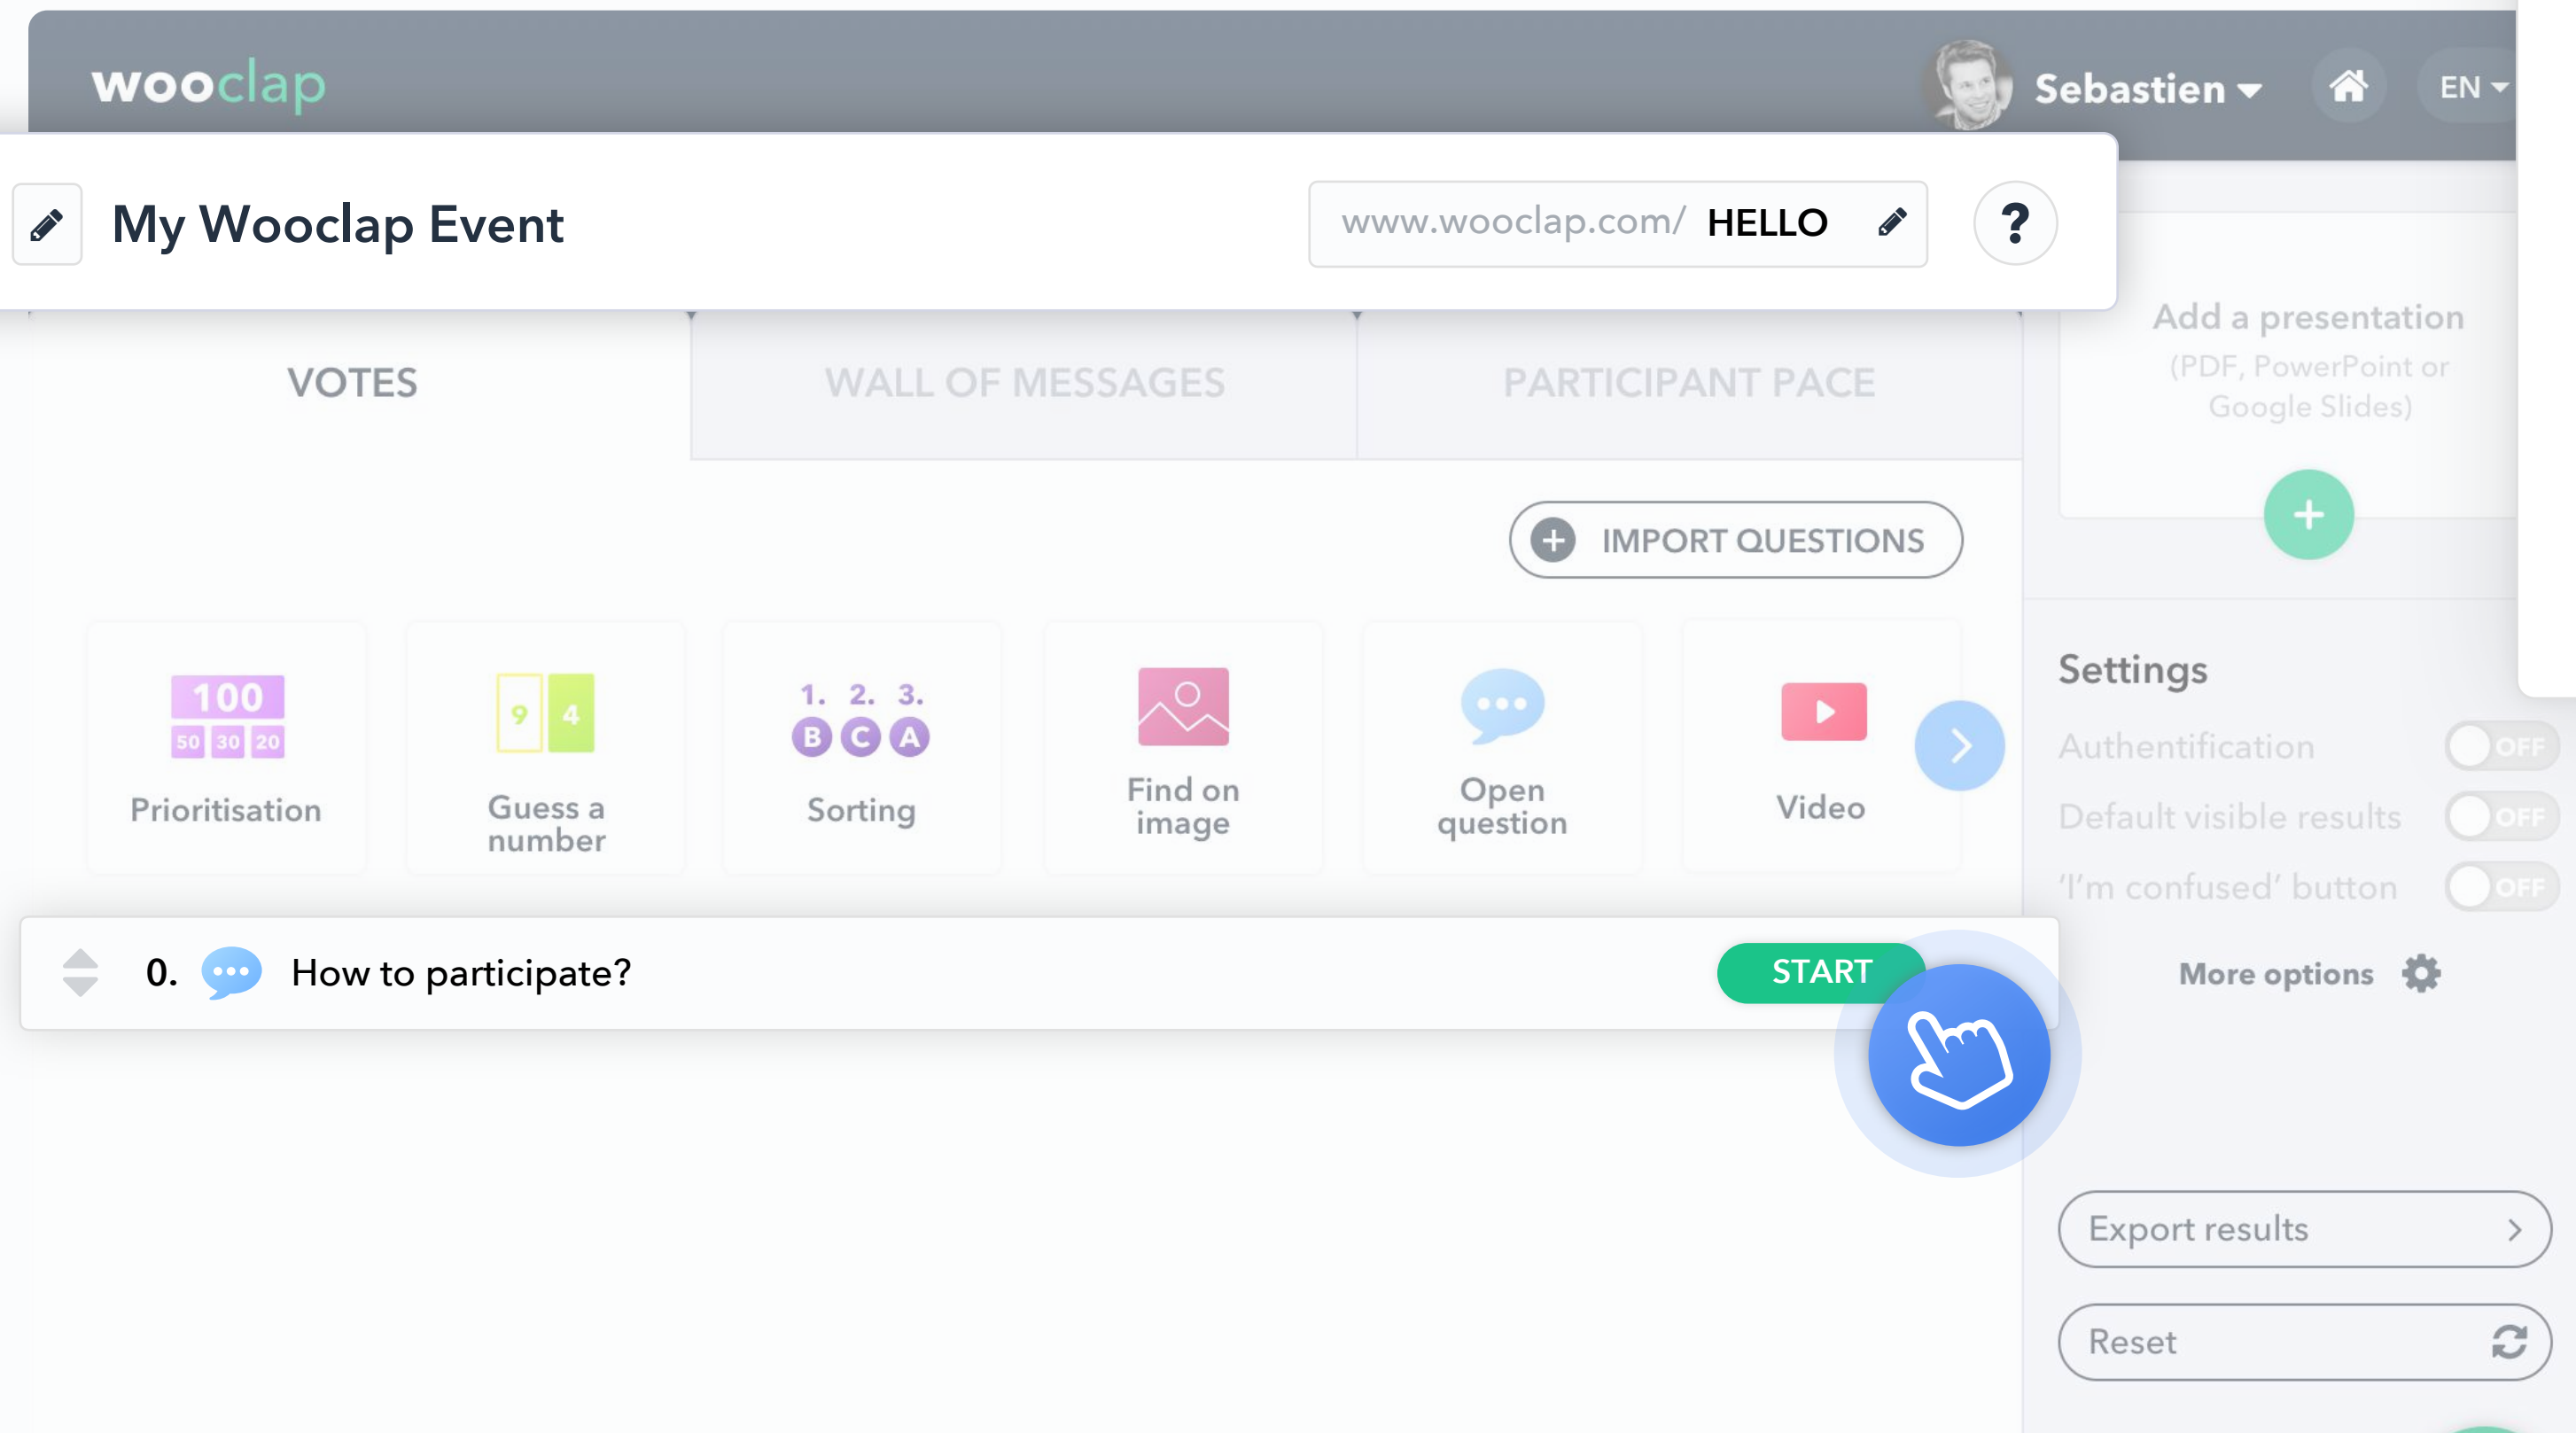 wooclap
Sebastien
EN
My Wooclap Event
www.wooclap.com/ HELLO
?
VOTES
WALL OF MESSAGES
PARTICIPANT PACE
Add a presentation
(PDF, PowerPoint or
Google Slides)
IMPORT QUESTIONS
100
50 30 20
Prioritisation
9 4
Guess a
number
1. 2. 3.
B C A
Sorting
Find on
image
Open
question
Video
Settings
Authentification OFF
Default visible results OFF
‘I’m confused’ button OFF
More options
0. How to participate?
START
Export results
Reset